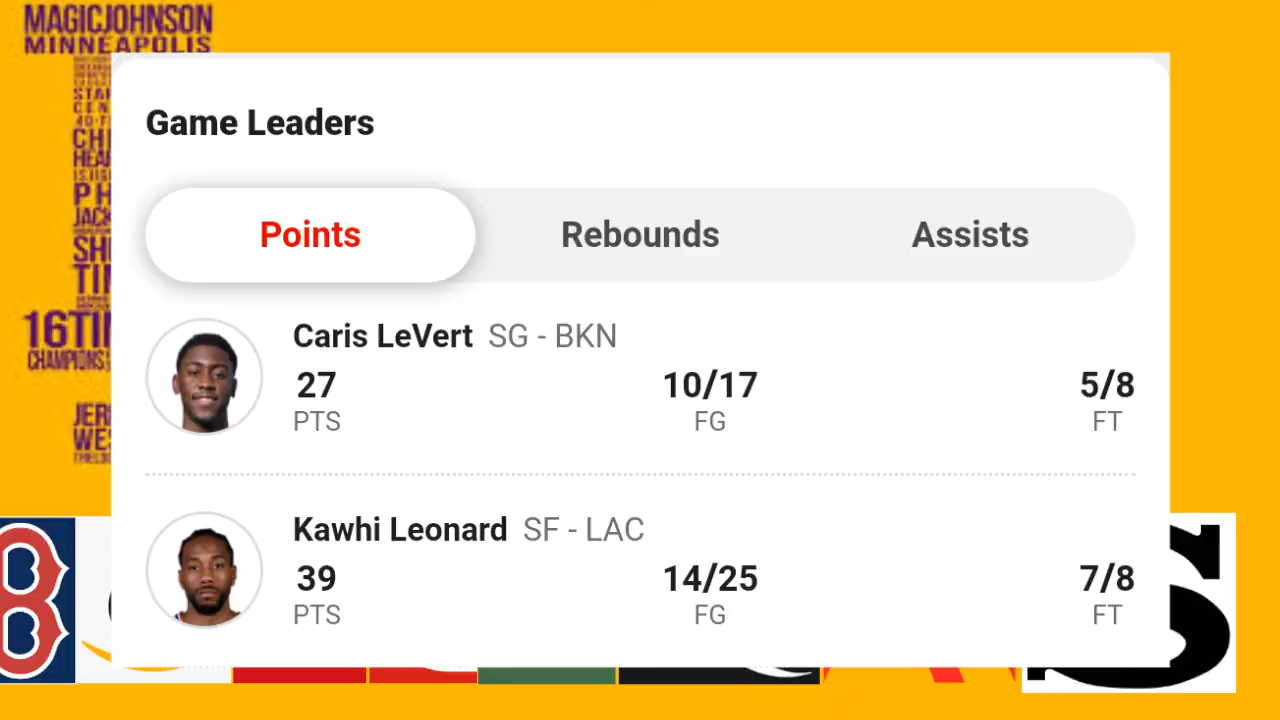 MAGICJOHNSON
MINNEAPOLIS
Game Leaders
Points Rebounds Assists
Caris LeVert SG - BKN
27 10/17 5/8
PTS FG FT
Kawhi Leonard SF - LAC
39 14/25 7/8
PTS FG FT
16TI
CHAMPIONS
B